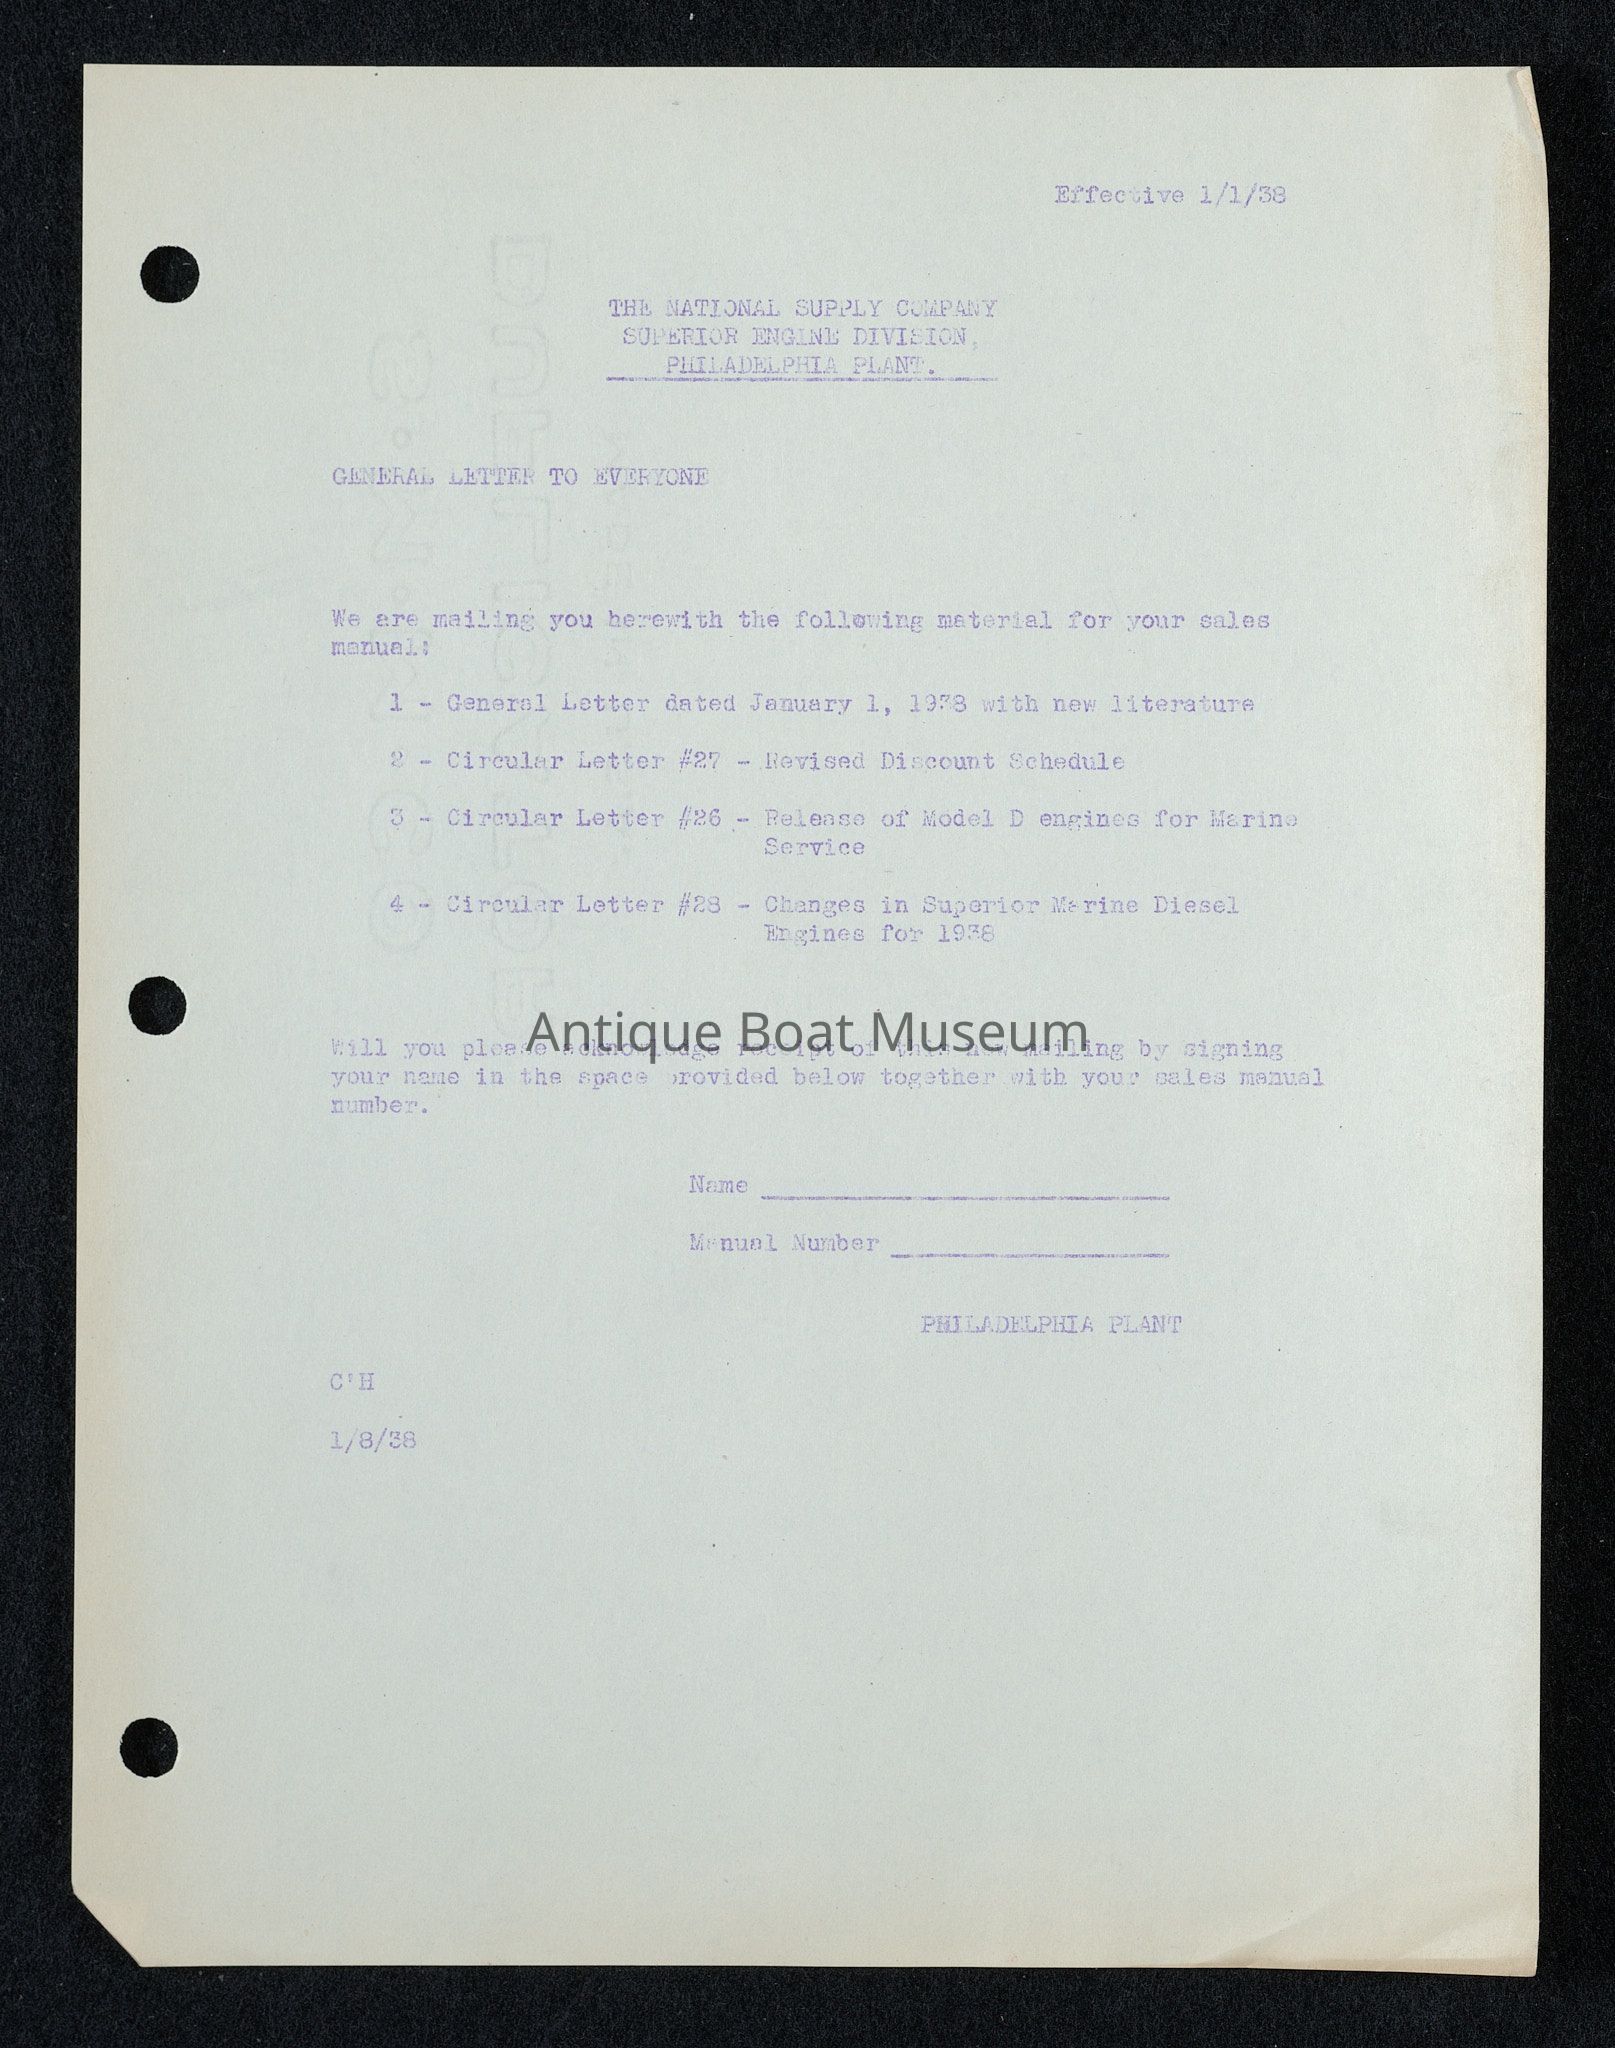 Effective 1/1/38
THE NATIONAL SUPPLY COMPANY
SUPERIOR ENGINE DIVISION,
PHILADELPHIA PLANT.
GENERAL LETTER TO EVERYONE
We are mailing you herewith the following material for your sales
manual:
1 - General Letter dated January 1, 1938 with new literature
2 - Circular Letter #27 - Revised Discount Schedule
3 - Circular Letter #26 - Release of Model D engines for Marine
Service
4 - Circular Letter #28 - Changes in Superior Marine Diesel
Engines for 1938
Antique Boat Museum
Will you please acknowledge receipt of this new mailing by signing
your name in the space provided below together with your sales manual
number.
Name
Manual Number
PHILADELPHIA PLANT
C'H
1/8/38